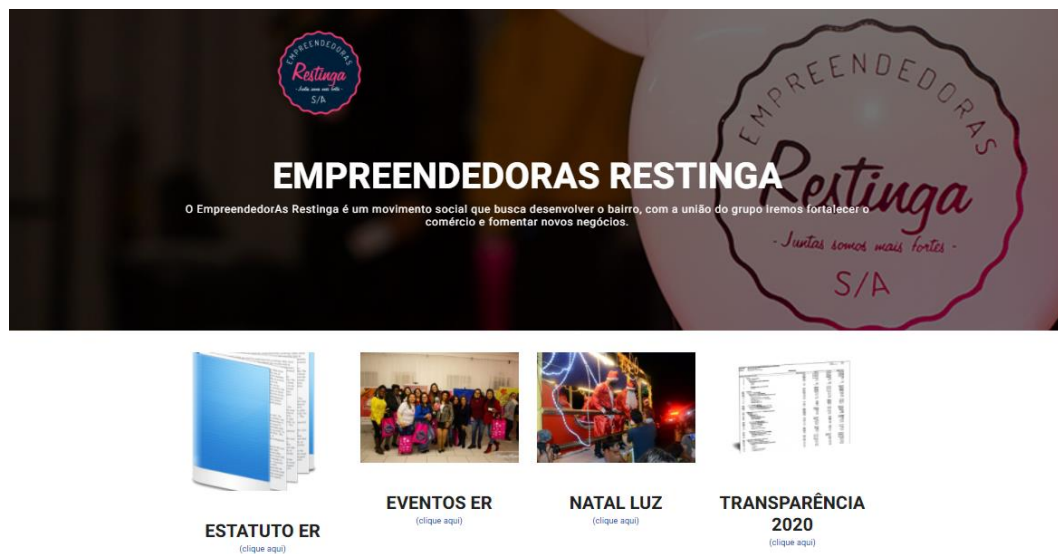 EMPREENDEDORAS
Restinga
- Juntas somos mais fortes -
S/A
EMPREENDEDORAS
Restinga
- Juntas somos mais fortes -
S/A
EMPREENDEDORAS RESTINGA
O EmpreendedorAs Restinga é um movimento social que busca desenvolver o bairro, com a união do grupo iremos fortalecer o
comércio e fomentar novos negócios.
ESTATUTO ER
(clique aqui)
EVENTOS ER
(clique aqui)
NATAL LUZ
(clique aqui)
TRANSPARÊNCIA
2020
(clique aqui)